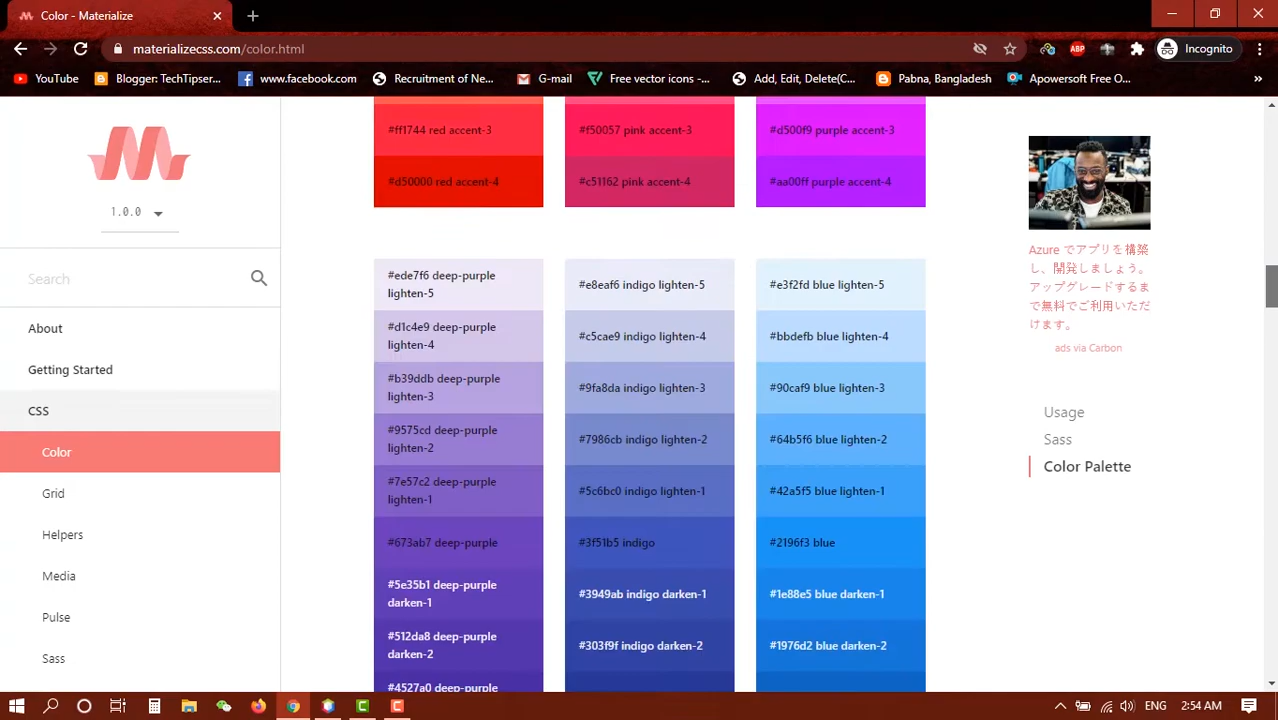 Color - Materialize
materializecss.com/color.html
Incognito
YouTube
Blogger: TechTipser...
www.facebook.com
Recruitment of Ne...
G-mail
Free vector icons -...
Add, Edit, Delete(C...
Pabna, Bangladesh
Apowersoft Free O...
»
1.0.0
Search
About
Getting Started
CSS
Color
Grid
Helpers
Media
Pulse
Sass
#ff1744 red accent-3
#f50057 pink accent-3
#d500f9 purple accent-3
#d50000 red accent-4
#c51162 pink accent-4
#aa00ff purple accent-4
#ede7f6 deep-purple
lighten-5
#d1c4e9 deep-purple
lighten-4
#b39ddb deep-purple
lighten-3
#9575cd deep-purple
lighten-2
#7e57c2 deep-purple
lighten-1
#673ab7 deep-purple
#5e35b1 deep-purple
darken-1
#512da8 deep-purple
darken-2
#4527a0 deep-purple
#e8eaf6 indigo lighten-5
#c5cae9 indigo lighten-4
#9fa8da indigo lighten-3
#7986cb indigo lighten-2
#5c6bc0 indigo lighten-1
#3f51b5 indigo
#3949ab indigo darken-1
#303f9f indigo darken-2
#e3f2fd blue lighten-5
#bbdefb blue lighten-4
#90caf9 blue lighten-3
#64b5f6 blue lighten-2
#42a5f5 blue lighten-1
#2196f3 blue
#1e88e5 blue darken-1
#1976d2 blue darken-2
Azure でアプリを構築
し、開発しましょう。
アップグレードするま
で無料でご利用いただ
けます。
ads via Carbon
Usage
Sass
Color Palette
ABP
ENG
2:54 AM